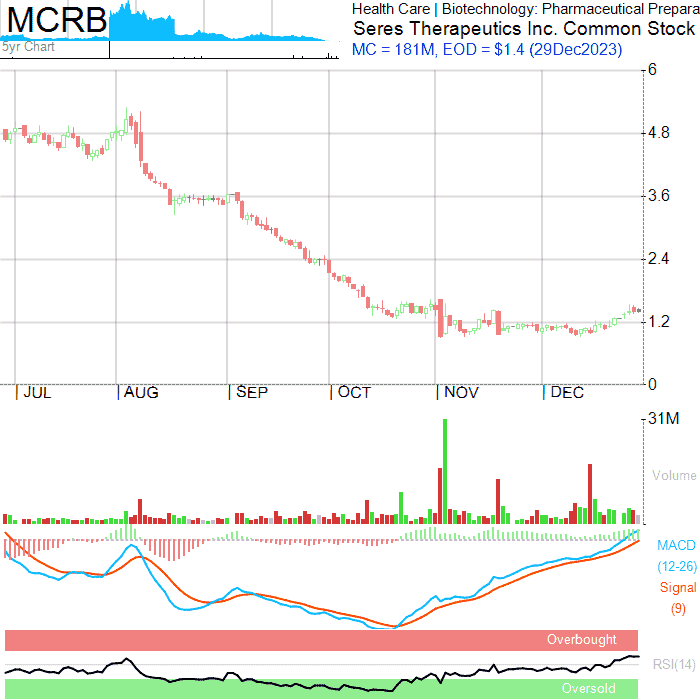 MCRB
5yr Chart
Health Care | Biotechnology: Pharmaceutical Prepara
Seres Therapeutics Inc. Common Stock
MC = 181M, EOD = $1.4 (29Dec2023)
6
4.8
3.6
2.4
1.2
0
JUL
AUG
SEP
OCT
NOV
DEC
31M
Volume
MACD
(12-26)
Signal
(9)
Overbought
RSI(14)
Oversold